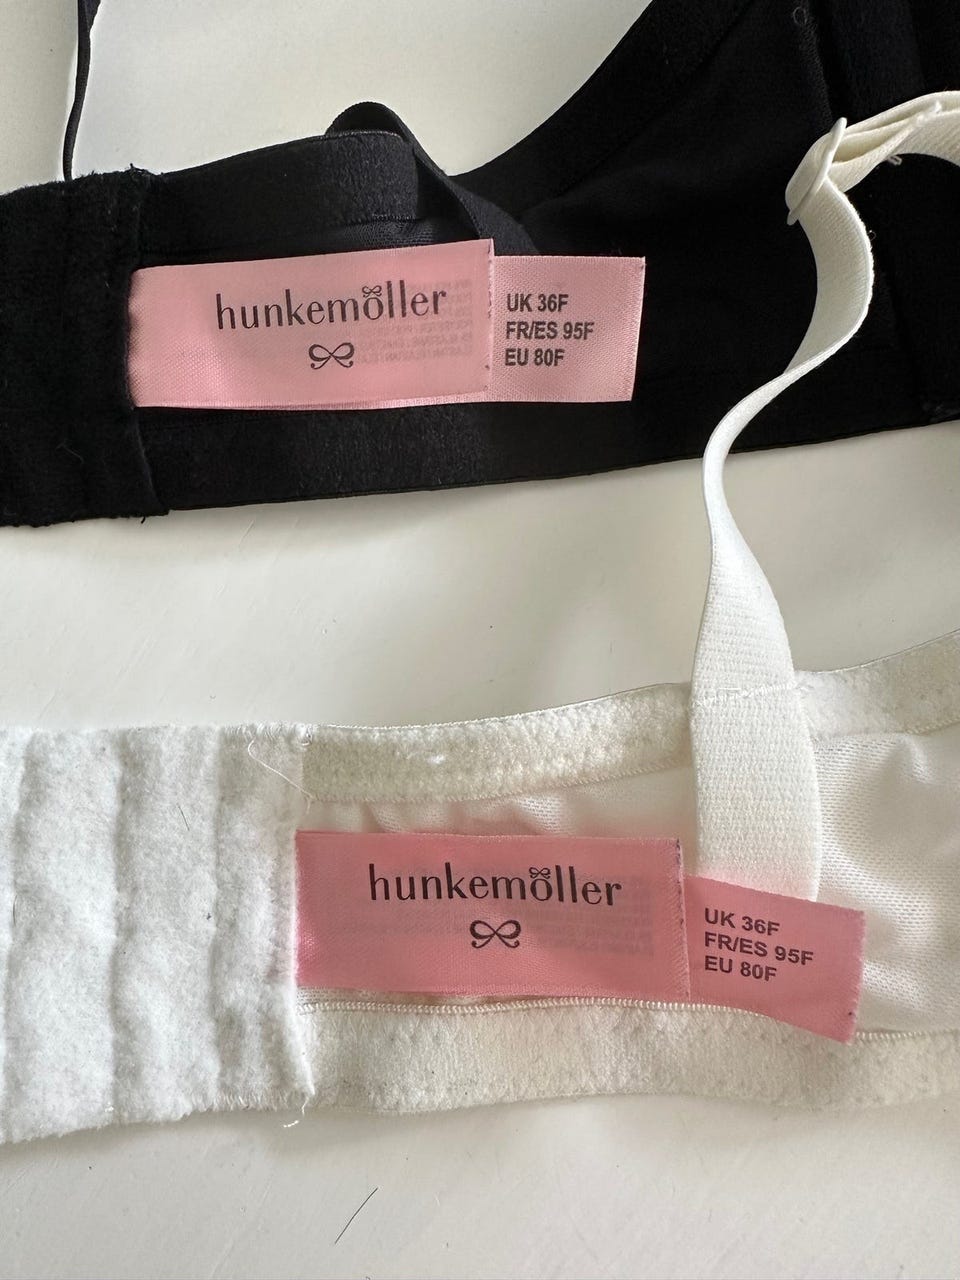 hunkemöller
UK 36F
FR/ES 95F
EU 80F
hunkemöller
UK 36F
FR/ES 95F
EU 80F